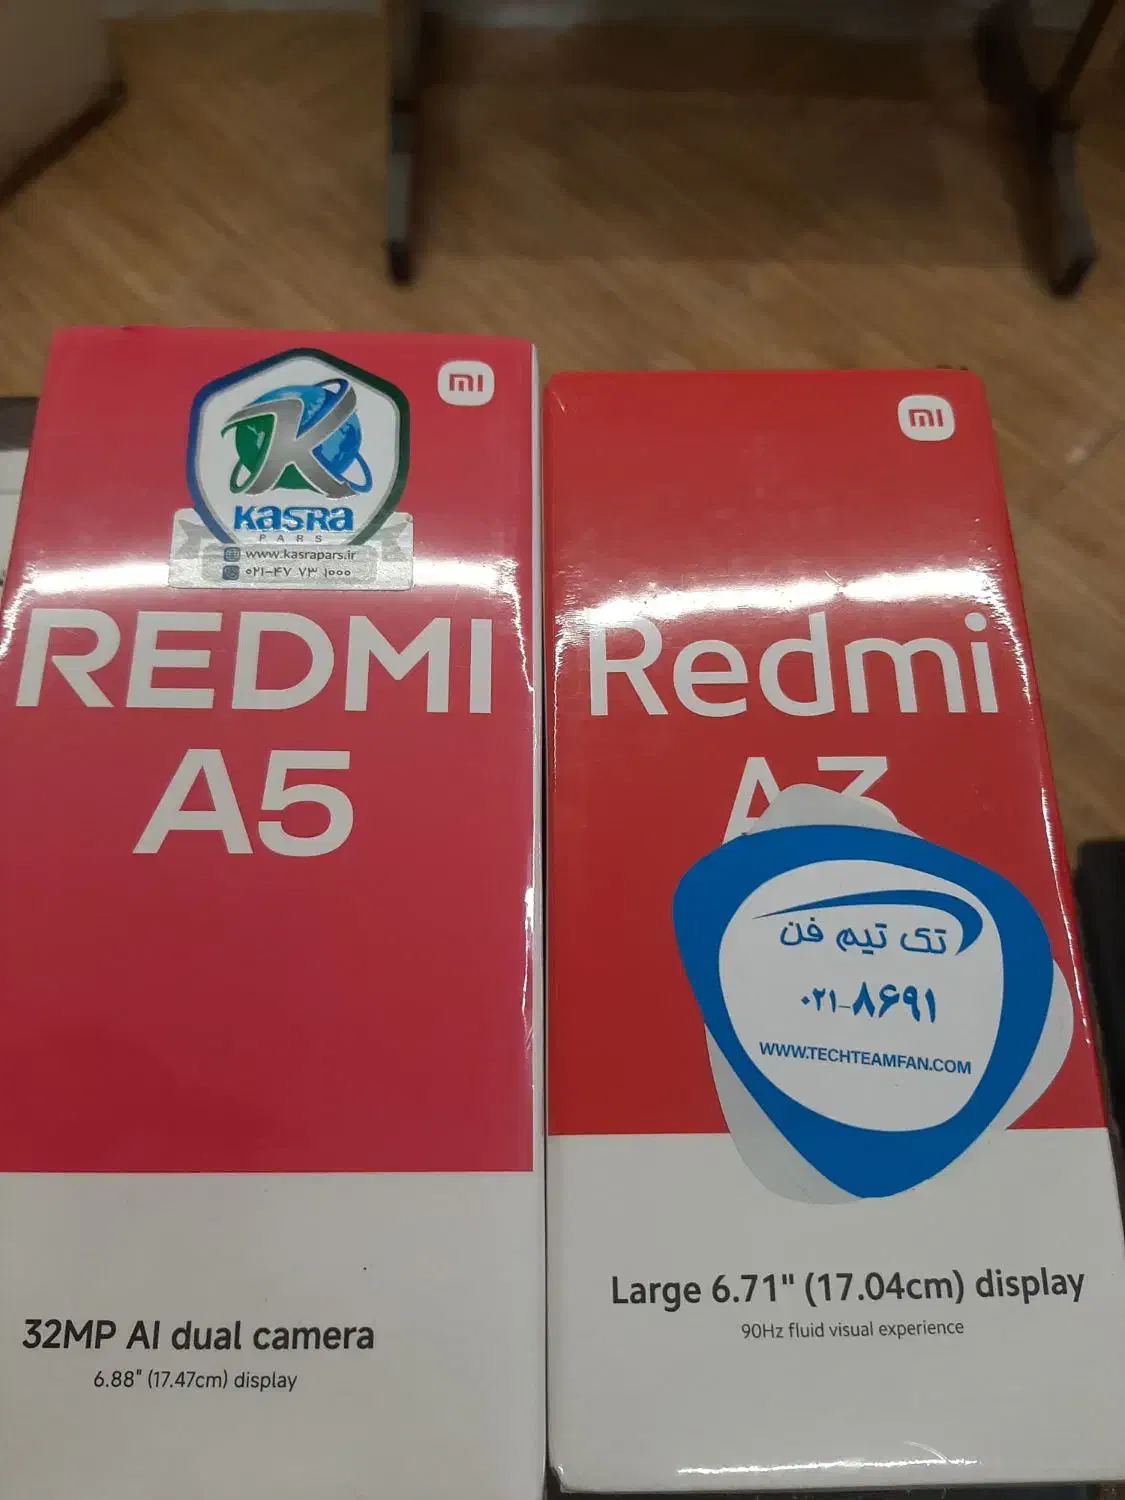 mi
KASRA
PARS
www.kasrapars.ir
۰۲۱-۴۷ ۷۳ ۱۰۰۰
REDMI
A5
32MP AI dual camera
6.88" (17.47cm) display
mi
Redmi
A3
تک تیم فن
۰۲۱-۸۶۹۱
WWW.TECHTEAMFAN.COM
Large 6.71" (17.04cm) display
90Hz fluid visual experience